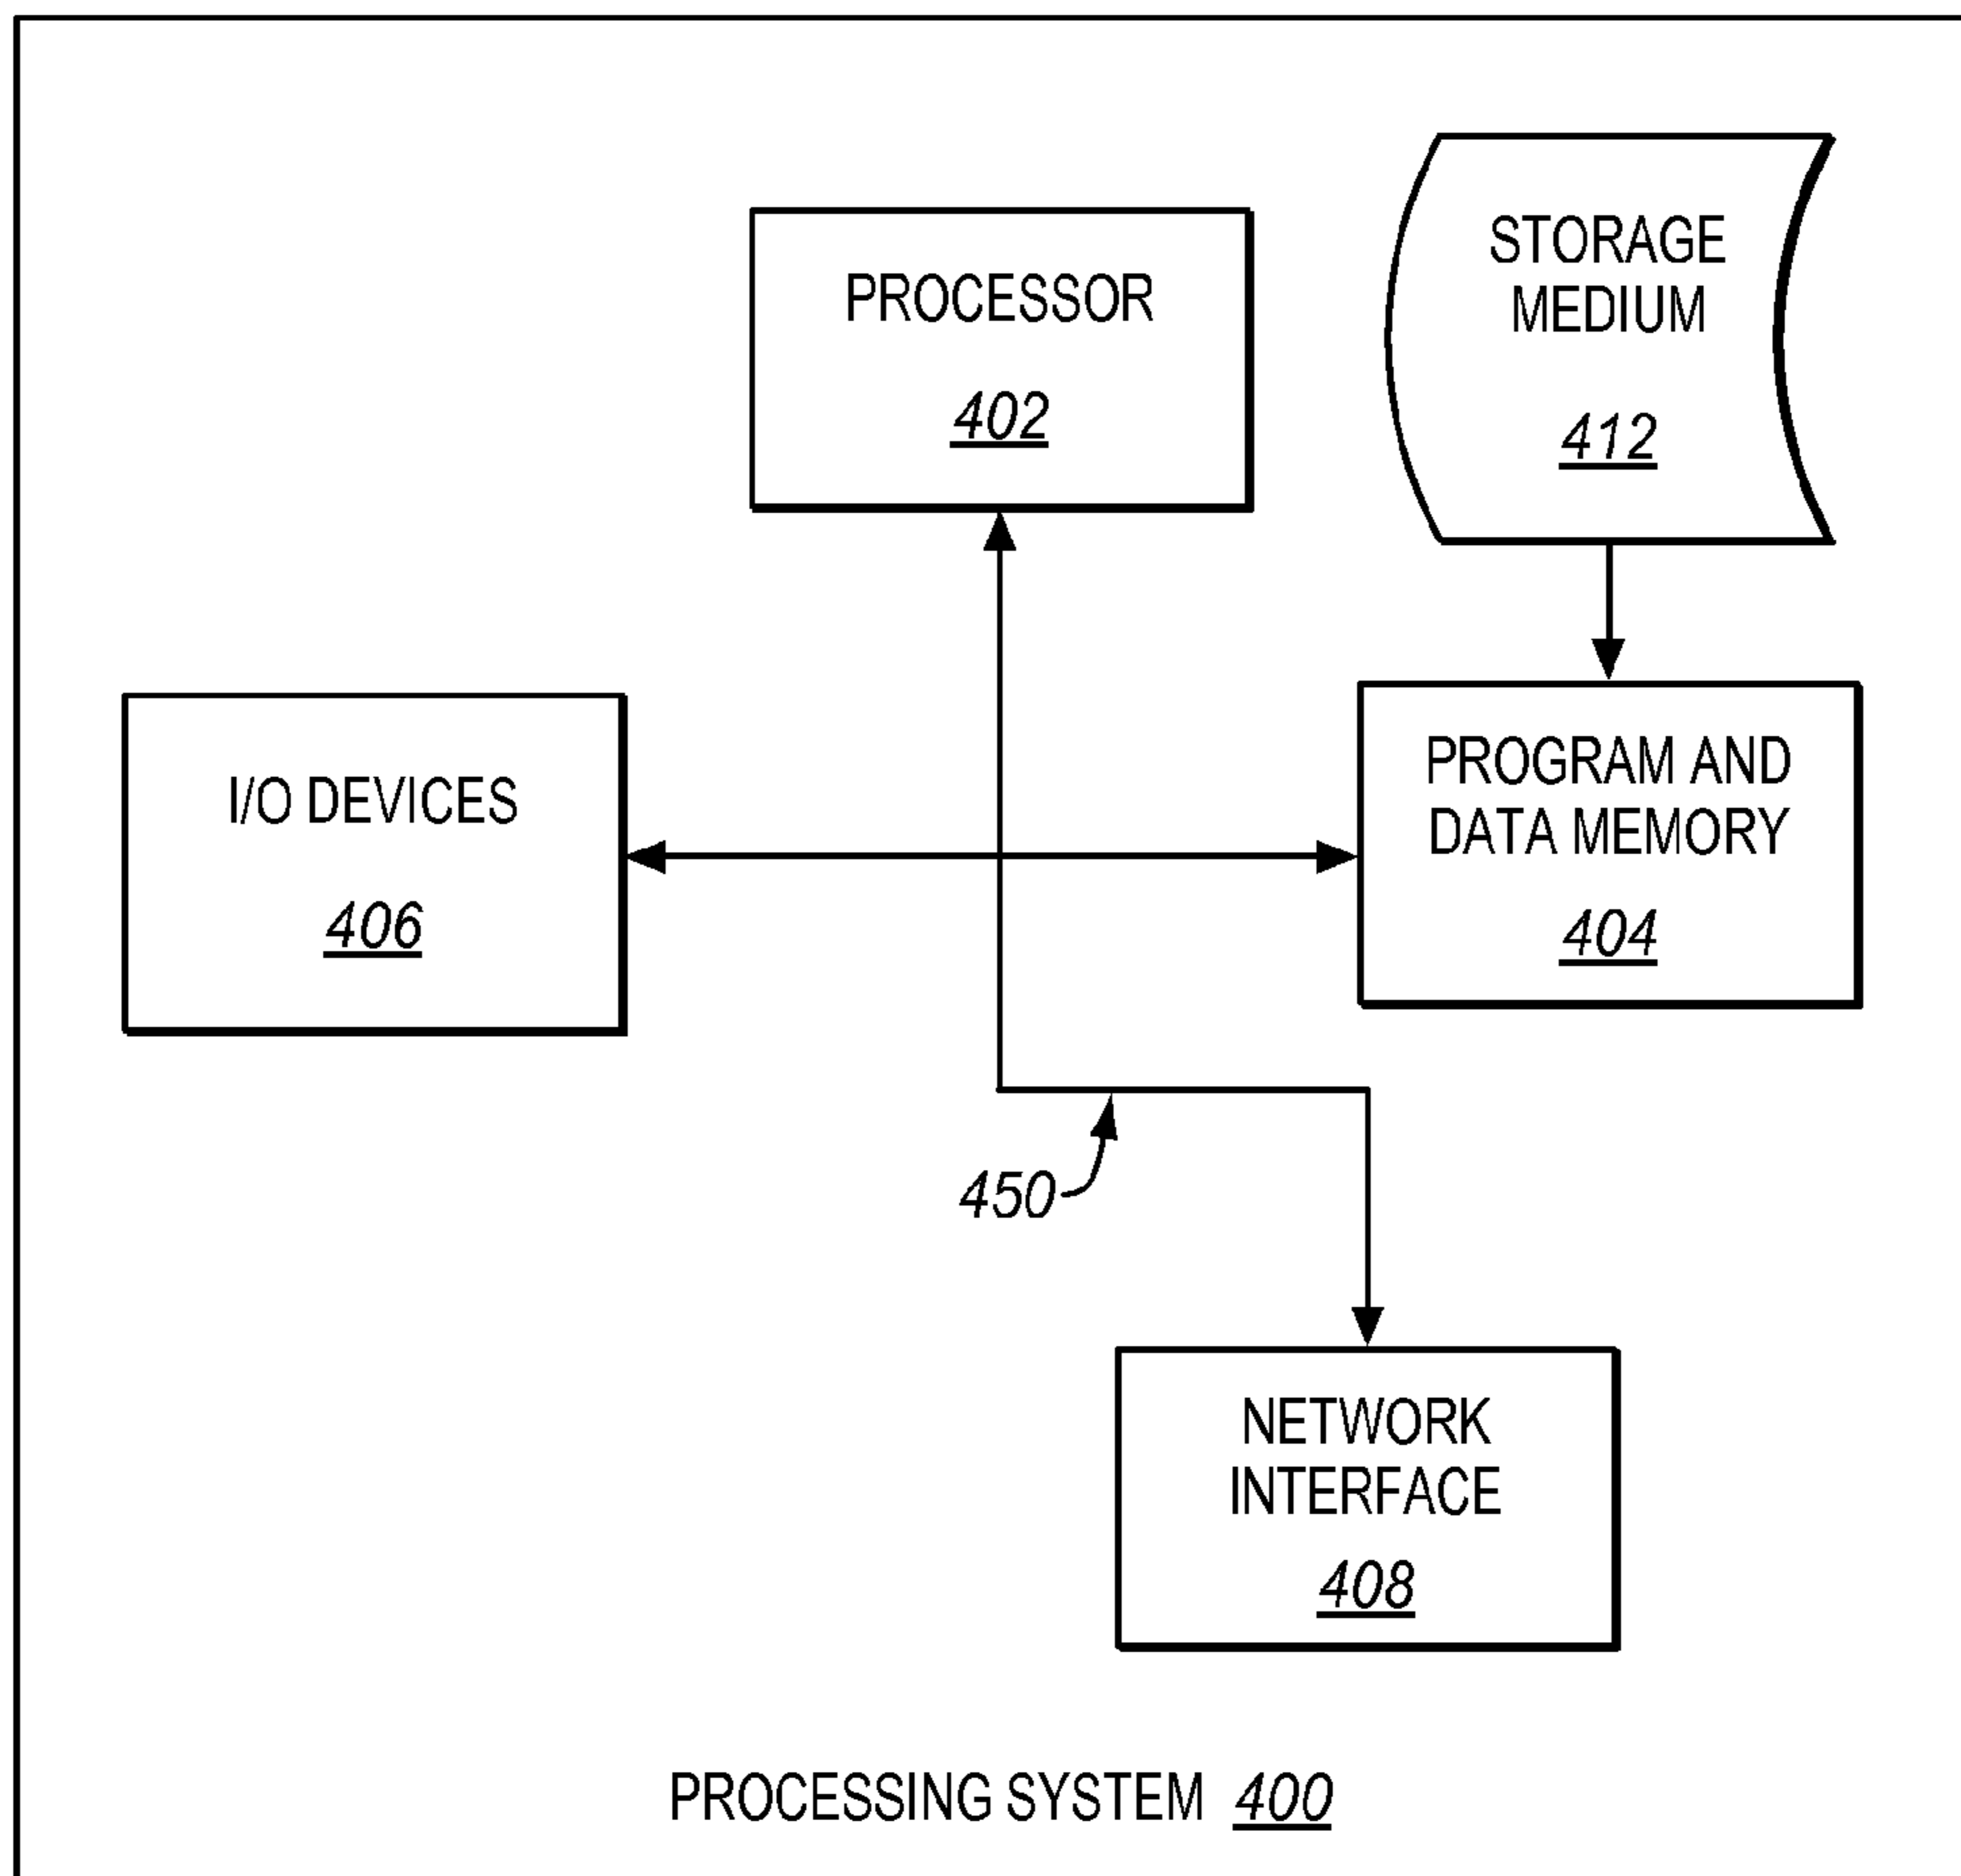 PROCESSOR
402
STORAGE
MEDIUM
412
I/O DEVICES
406
PROGRAM AND
DATA MEMORY
404
450
NETWORK
INTERFACE
408
PROCESSING SYSTEM 400